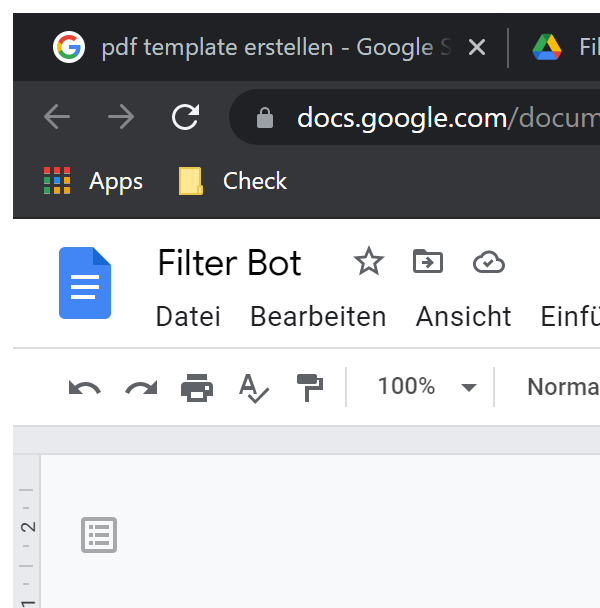 pdf template erstellen - Google S Fil
docs.google.com/docum
Apps Check
Filter Bot
Datei Bearbeiten Ansicht Einfü
100% Norma
2
1